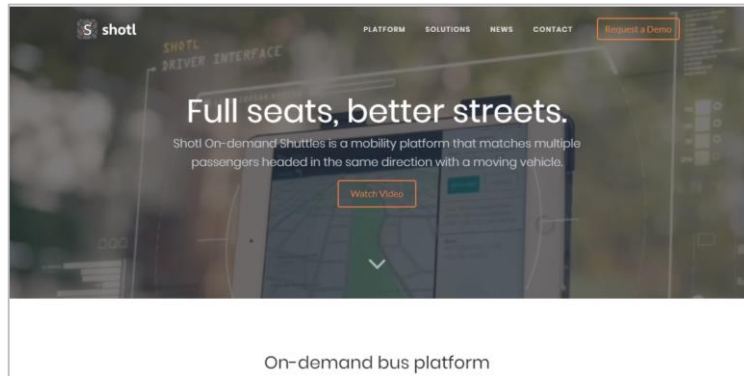 S shotl
PLATFORM SOLUTIONS NEWS CONTACT Request a Demo
SHOTL
DRIVER INTERFACE
Full seats, better streets.
Shotl On-demand Shuttles is a mobility platform that matches multiple
passengers headed in the same direction with a moving vehicle.
Watch Video
On-demand bus platform